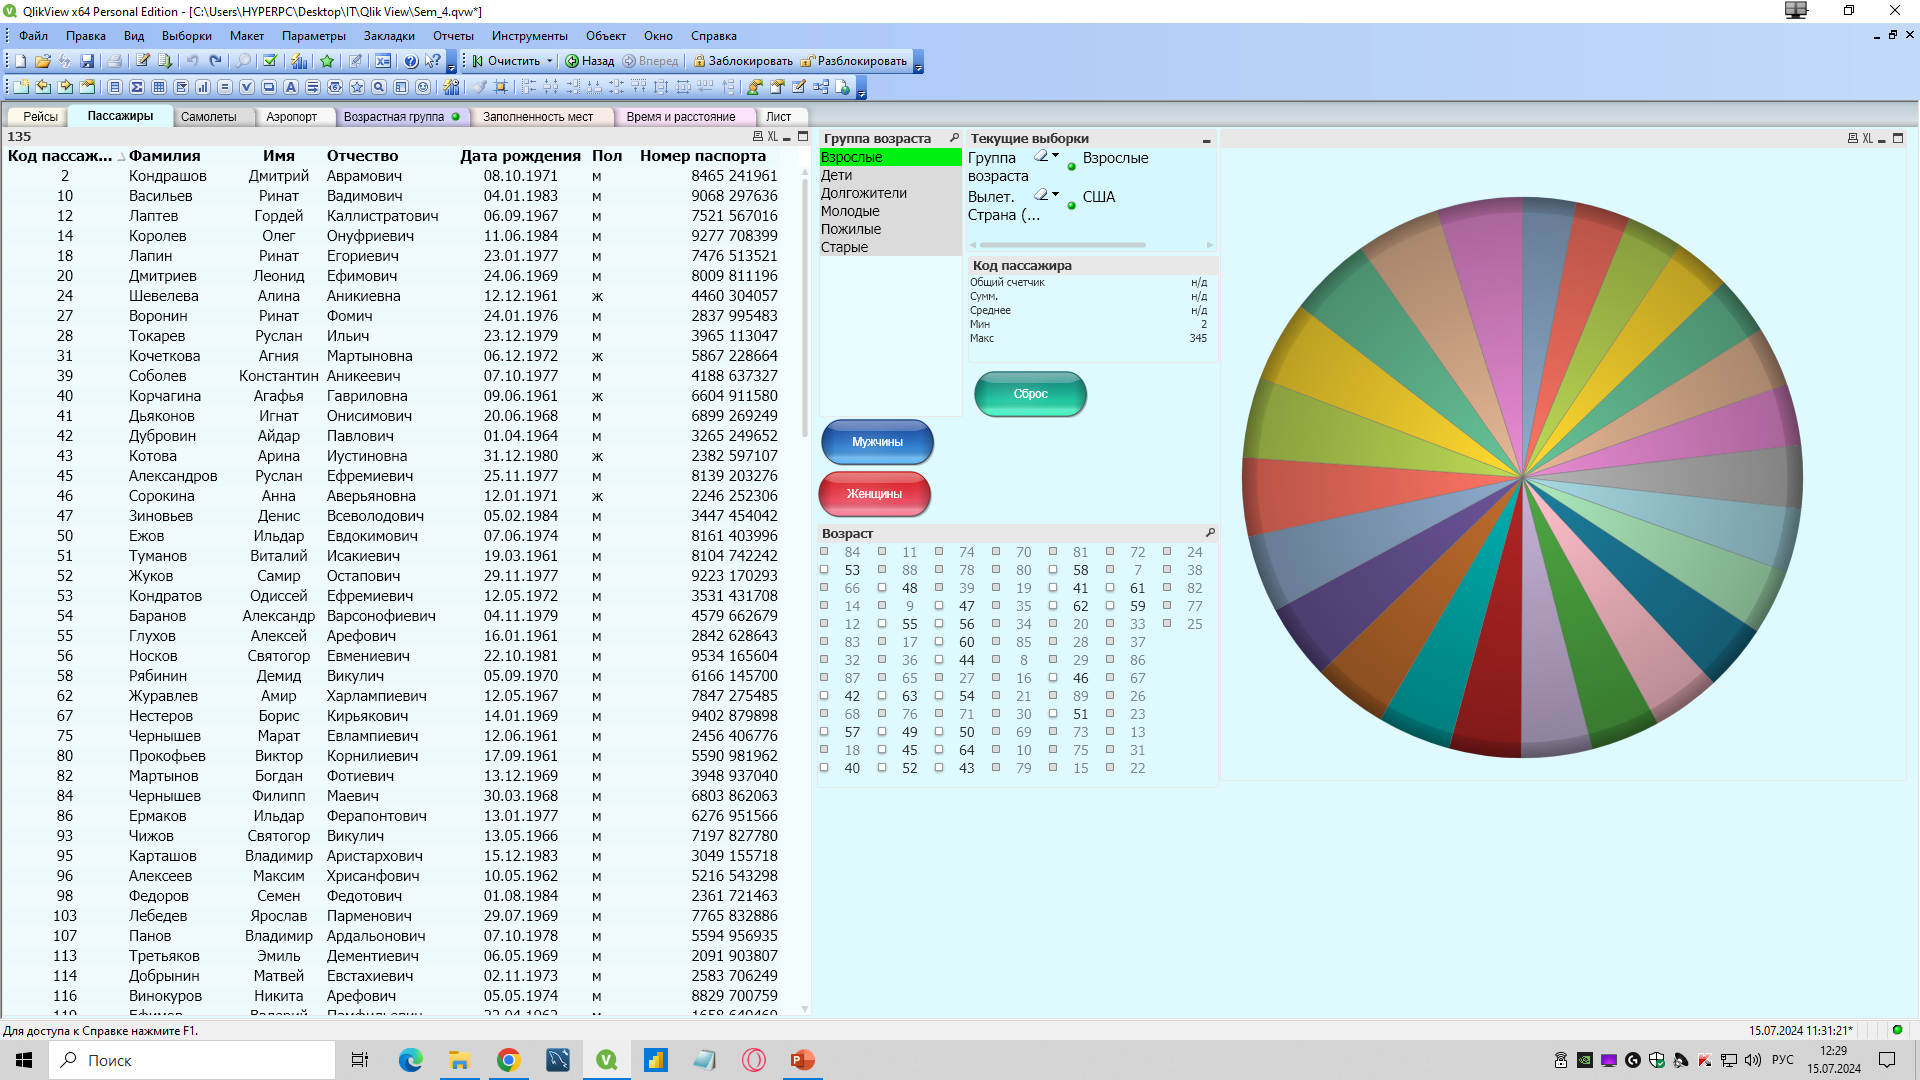 QlikView x64 Personal Edition - [C:\Users\HYPERPC\Desktop\IT\Qlik View\Sem_4.qvw*]
Файл Правка Вид Выборки Макет Параметры Закладки Отчеты Инструменты Объект Окно Справка
Очистить Назад Вперед Заблокировать Разблокировать
Рейсы Пассажиры Самолеты Аэропорт Возрастная группа Заполненность мест Время и расстояние Лист
135 XL
Код пассаж... Фамилия Имя Отчество Дата рождения Пол Номер паспорта
2 Кондрашов Дмитрий Аврамович 08.10.1971 м 8465 241961
10 Васильев Ринат Вадимович 04.01.1983 м 9068 297636
12 Лаптев Гордей Каллистратович 06.09.1967 м 7521 567016
14 Королев Олег Онуфриевич 11.06.1984 м 9277 708399
18 Лапин Ринат Егориевич 23.01.1977 м 7476 513521
20 Дмитриев Леонид Ефимович 24.06.1969 м 8009 811196
24 Шевелева Алина Аникиевна 12.12.1961 ж 4460 304057
27 Воронин Ринат Фомич 24.01.1976 м 2837 995483
28 Токарев Руслан Ильич 23.12.1979 м 3965 113047
31 Кочеткова Агния Мартыновна 06.12.1972 ж 5867 228664
39 Соболев Константин Аникеевич 07.10.1977 м 4188 637327
40 Корчагина Агафья Гавриловна 09.06.1961 ж 6604 911580
41 Дьяконов Игнат Онисимович 20.06.1968 м 6899 269249
42 Дубровин Айдар Павлович 01.04.1964 м 3265 249652
43 Котова Арина Иустиновна 31.12.1980 ж 2382 597107
45 Александров Руслан Ефремиевич 25.11.1977 м 8139 203276
46 Сорокина Анна Аверьяновна 12.01.1971 ж 2246 252306
47 Зиновьев Денис Всеволодович 05.02.1984 м 3447 454042
50 Ежов Ильдар Евдокимович 07.06.1974 м 8161 403996
51 Туманов Виталий Исакиевич 19.03.1961 м 8104 742242
52 Жуков Самир Остапович 29.11.1977 м 9223 170293
53 Кондратов Одиссей Ефремиевич 12.05.1972 м 3531 431708
54 Баранов Александр Варсонофиевич 04.11.1979 м 4579 662679
55 Глухов Алексей Арефович 16.01.1961 м 2842 628643
56 Носков Святогор Евмениевич 22.10.1981 м 9534 165604
58 Рябинин Демид Викулич 05.09.1970 м 6166 145700
62 Журавлев Амир Харлампиевич 12.05.1967 м 7847 275485
67 Нестеров Борис Кирьякович 14.01.1969 м 9402 879898
75 Чернышев Марат Евлампиевич 12.06.1961 м 2456 406776
80 Прокофьев Виктор Корнилиевич 17.09.1961 м 5590 981962
82 Мартынов Богдан Фотиевич 13.12.1969 м 3948 937040
84 Чернышев Филипп Маевич 30.03.1968 м 6803 862063
86 Ермаков Ильдар Ферапонтович 13.01.1977 м 6276 951566
93 Чижов Святогор Викулич 13.05.1966 м 7197 827780
95 Карташов Владимир Аристархович 15.12.1983 м 3049 155718
96 Алексеев Максим Хрисанфович 10.05.1962 м 5216 543298
98 Федоров Семен Федотович 01.08.1984 м 2361 721463
103 Лебедев Ярослав Парменович 29.07.1969 м 7765 832886
107 Панов Владимир Ардальонович 07.10.1978 м 5594 956935
113 Третьяков Эмиль Дементиевич 06.05.1969 м 2091 903807
114 Добрынин Матвей Евстахиевич 02.11.1973 м 2583 706249
116 Винокуров Никита Арефович 05.05.1974 м 8829 700759
Группа возраста
Взрослые
Дети
Долгожители
Молодые
Пожилые
Старые
Текущие выборки
Группа возраста Взрослые
Вылет. Страна (... США
Код пассажира
Общий счетчик н/д
Сумм. н/д
Среднее н/д
Мин 2
Макс 345
Сброс
Мужчины
Женщины
Возраст
84 11 74 70 81 72 24
53 88 78 80 58 7 38
66 48 39 19 41 61 82
14 9 47 35 62 59 77
12 55 56 34 20 33 25
83 17 60 85 28 37
32 36 44 8 29 86
87 65 27 16 46 67
42 63 54 21 89 26
68 76 71 30 51 23
57 49 50 69 73 13
18 45 64 10 75 31
40 52 43 79 15 22
XL
Для доступа к Справке нажмите F1.
15.07.2024 11:31:21*
Поиск
РУС
12:29
15.07.2024